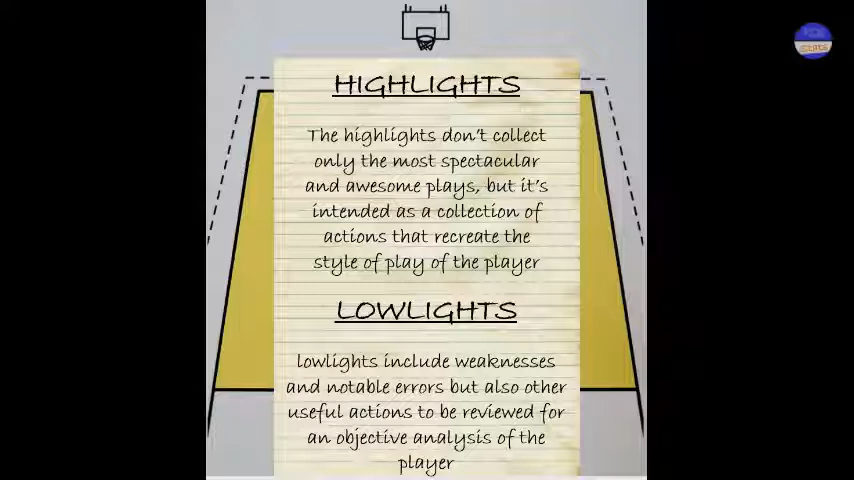 HIGHLIGHTS
The highlights don't collect
only the most spectacular
and awesome plays, but it's
intended as a collection of
actions that recreate the
style of play of the player
LOWLIGHTS
lowlights include weaknesses
and notable errors but also other
useful actions to be reviewed for
an objective analysis of the
player
Stats